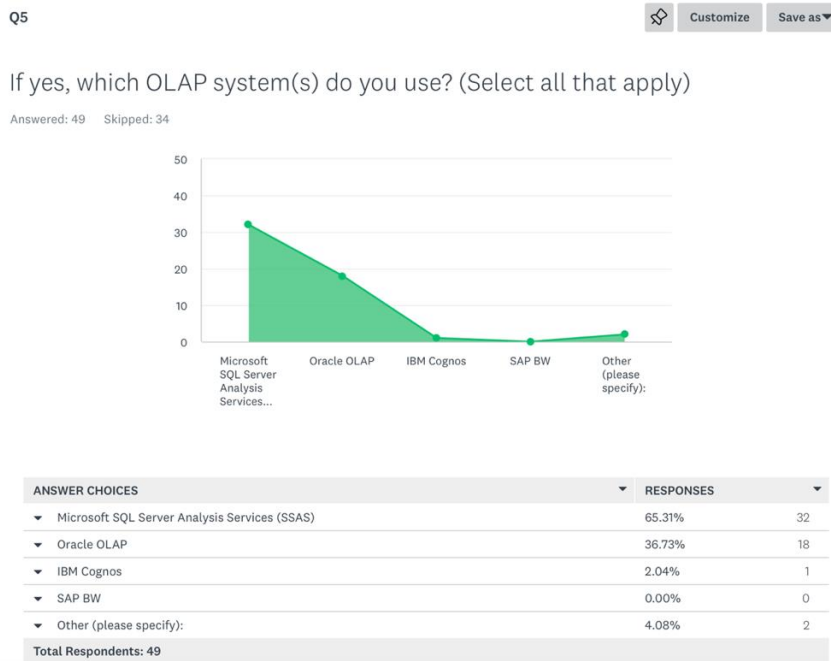 Q5
Customize
Save as
If yes, which OLAP system(s) do you use? (Select all that apply)
Answered: 49 Skipped: 34
50
40
30
20
10
0
Microsoft
SQL Server
Analysis
Services...
Oracle OLAP
IBM Cognos
SAP BW
Other
(please
specify):
ANSWER CHOICES RESPONSES
Microsoft SQL Server Analysis Services (SSAS) 65.31% 32
Oracle OLAP 36.73% 18
IBM Cognos 2.04% 1
SAP BW 0.00% 0
Other (please specify): 4.08% 2
Total Respondents: 49